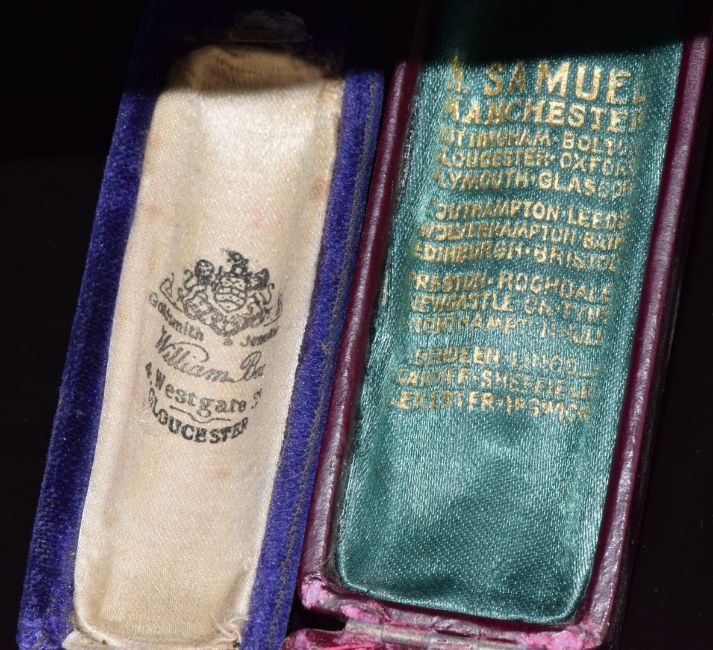 Goldsmith & Jeweller
William
4, Westgate St
GLOUCESTER
H. SAMUEL
MANCHESTER
NOTTINGHAM·BOLTON
GLOUCESTER·OXFORD
PLYMOUTH·GLASGOW
SOUTHAMPTON·LEEDS
WOLVERHAMPTON·BATH
EDINBURGH·BRISTOL
PRESTON·ROCHDALE
NEWCASTLE-ON-TYNE
NORTHAMPTON·HULL
ABERDEEN·LINCOLN
CARDIFF·SHEFFIELD
LEICESTER·IPSWICH